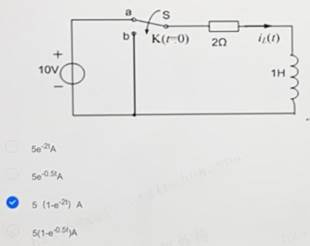 a
S
b
K(t=0)
2Ω
iL(t)
+
10V
−
1H
5e^-2t A
5e^-0.5t A
5 (1-e^-2t) A
5(1-e^-0.5t)A